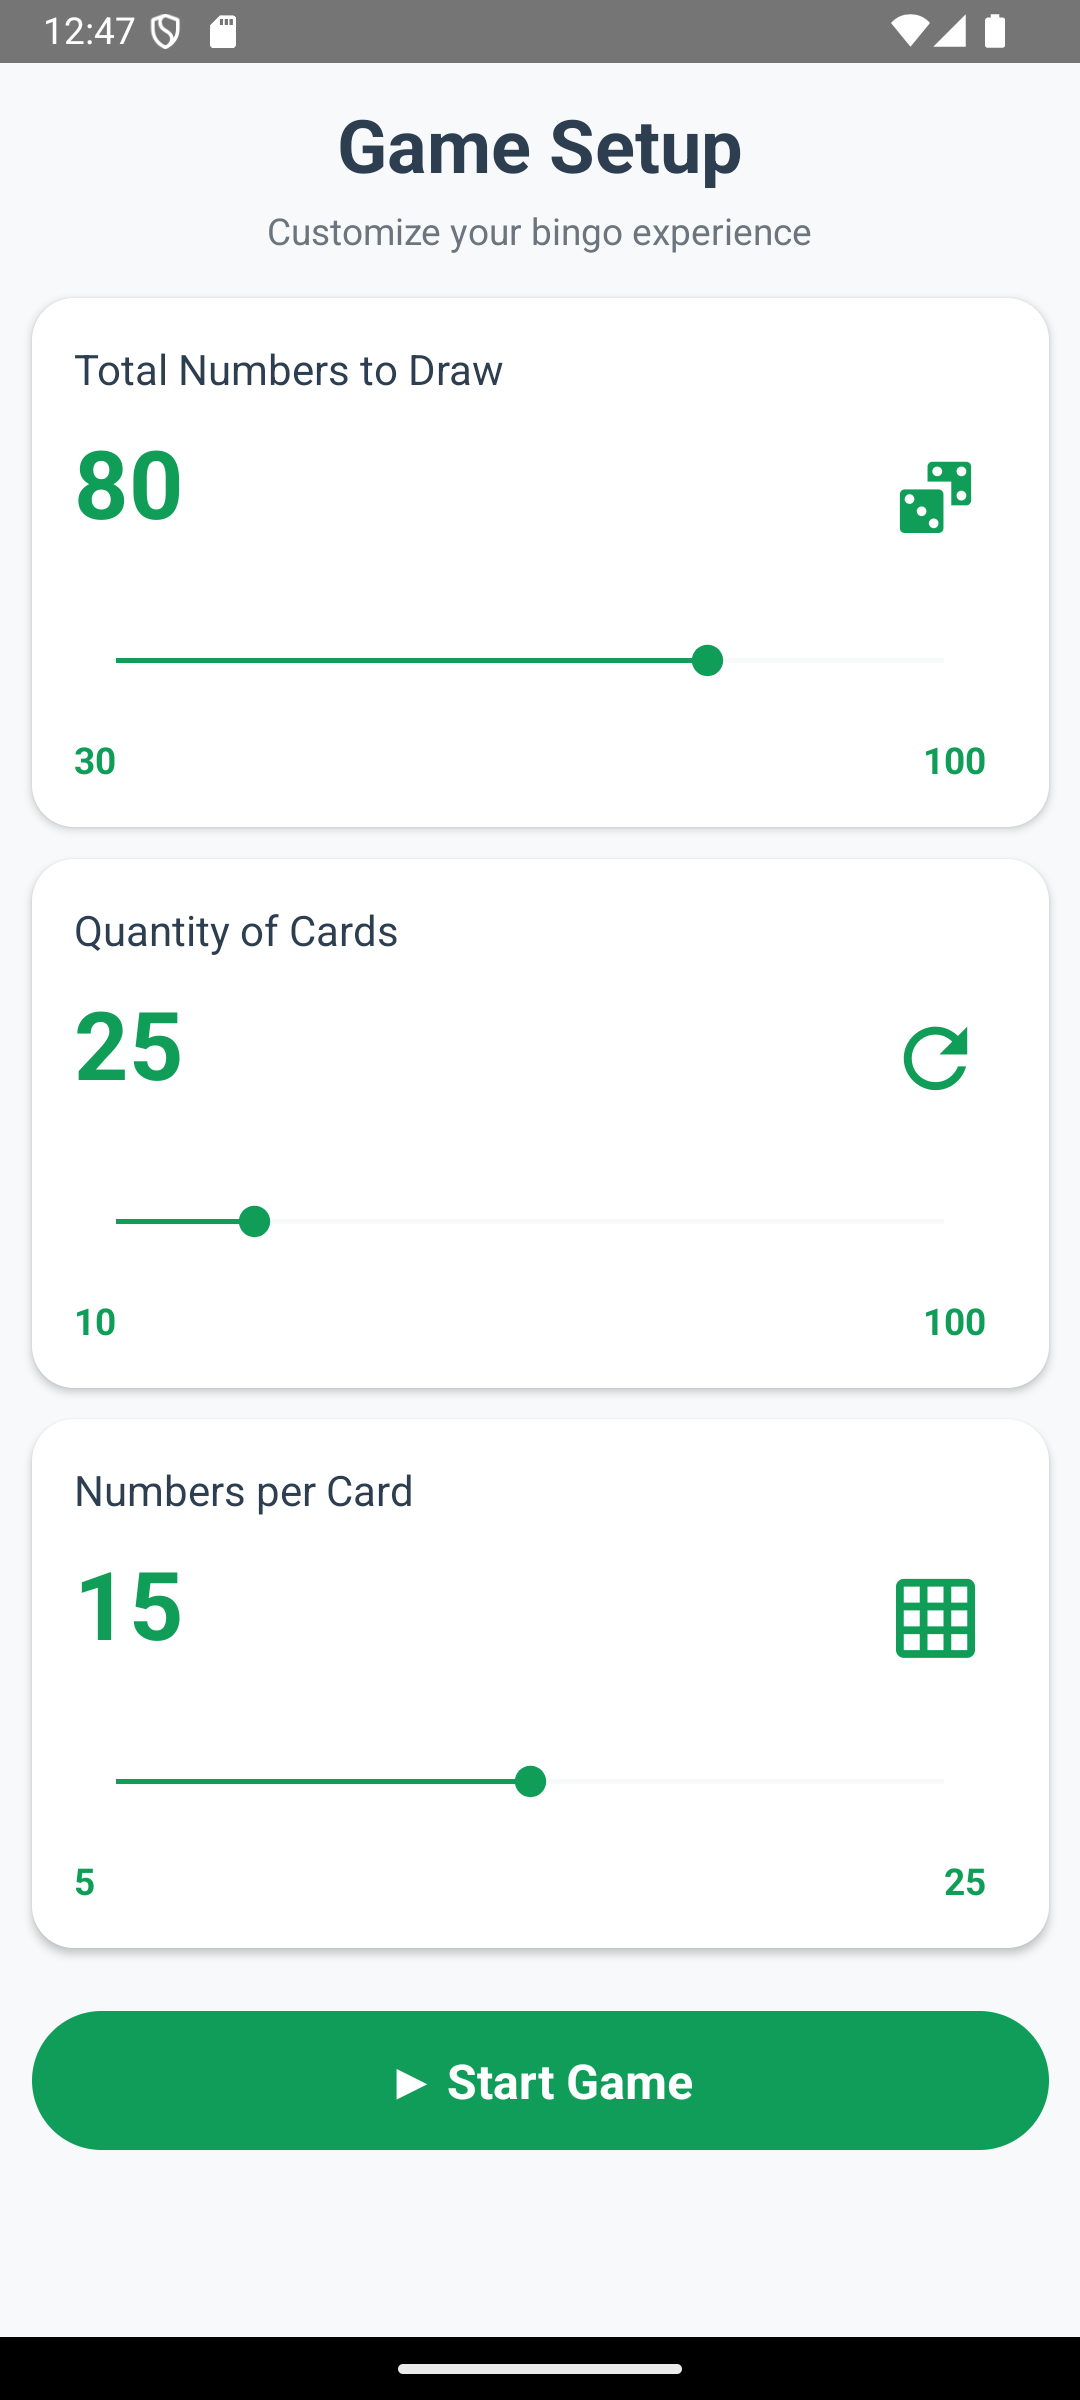 12:47
Game Setup
Customize your bingo experience
Total Numbers to Draw
80
30 100
Quantity of Cards
25
10 100
Numbers per Card
15
5 25
▶ Start Game